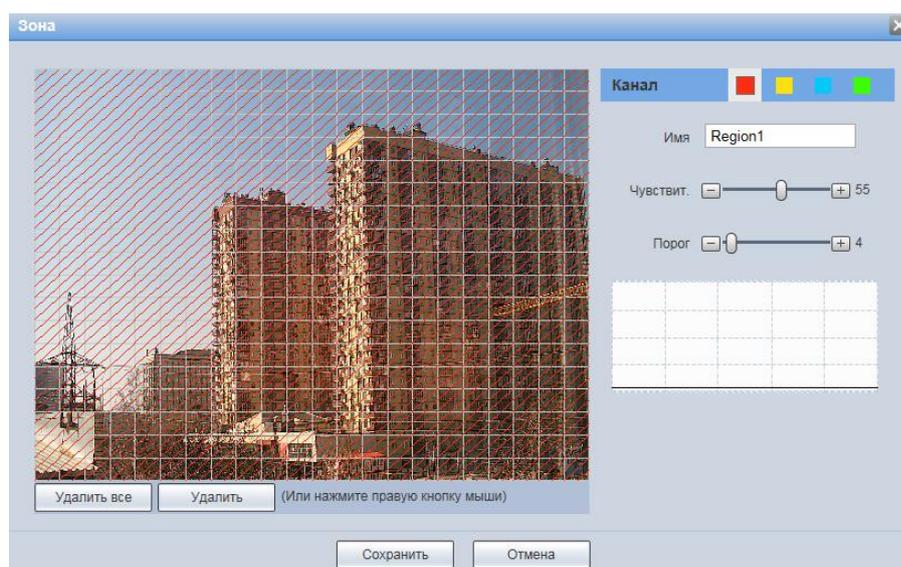 Зона
Канал
Имя Region1
Чувствит. 55
Порог 4
Удалить все Удалить (Или нажмите правую кнопку мыши)
Сохранить Отмена